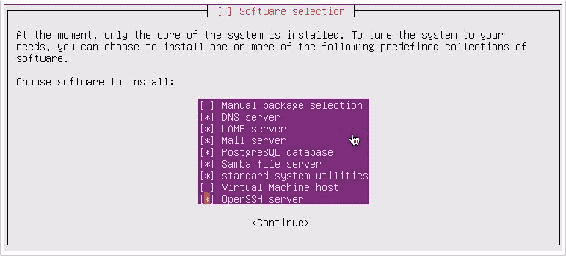 [!] Software selection
At the moment, only the core of the system is installed. To tune the system to your
needs, you can choose to install one or more of the following predefined collections of
software.
Choose software to install:
[ ] Manual package selection
[*] DNS server
[*] LAMP server
[*] Mail server
[*] PostgreSQL database
[*] Samba file server
[*] standard system utilities
[ ] Virtual Machine host
[*] OpenSSH server
<Continue>